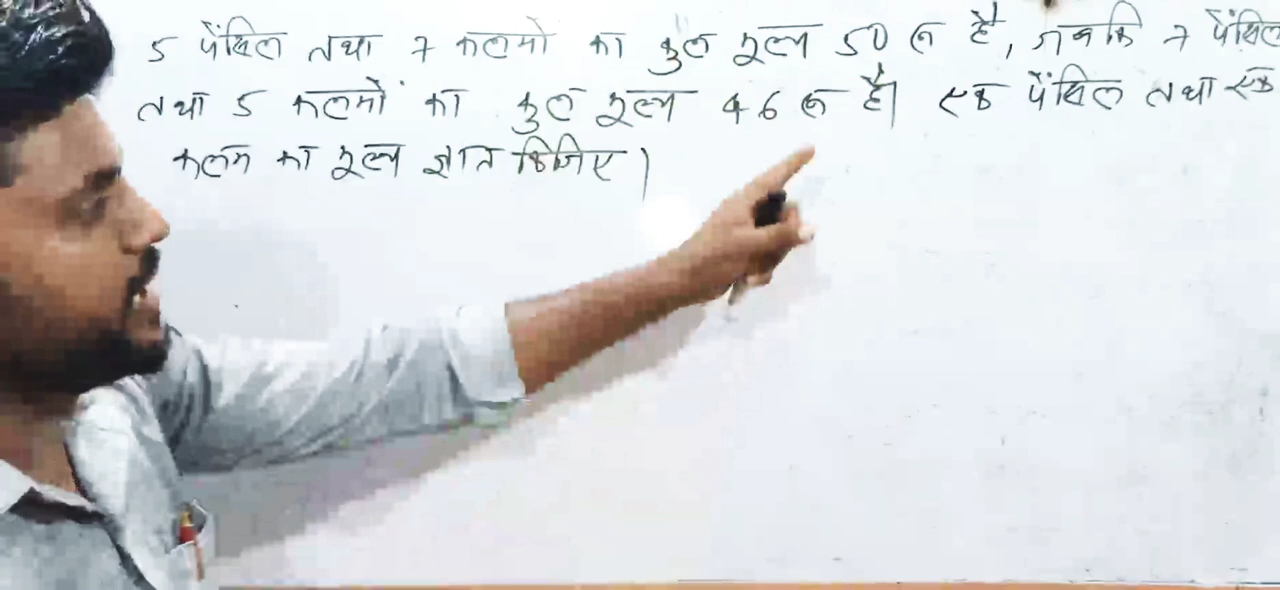 5 पेंसिल तथा 7 कलमो का कुल मूल्य 50 रु है, जबकि 7 पेंसिल
तथा 5 कलमों का कुल मूल्य 46 रु है। एक पेंसिल तथा एक
कलम का मूल्य ज्ञात किजिए।